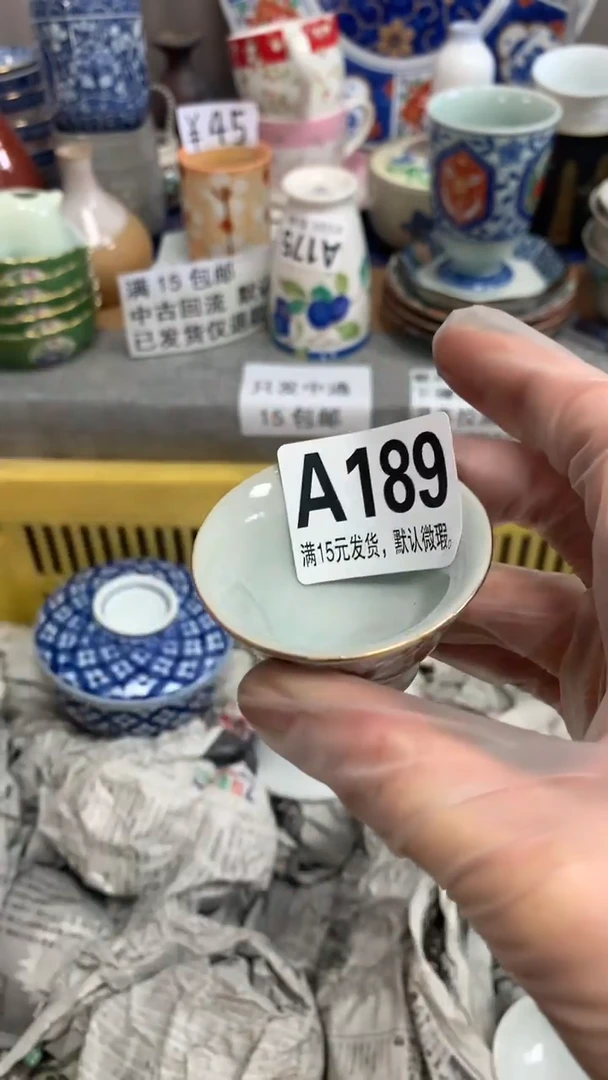 ¥45
A175
满 15 包邮
中古回流
已发货仅退
只发中通
15 包邮
A189
满15元发货，默认微瑕。